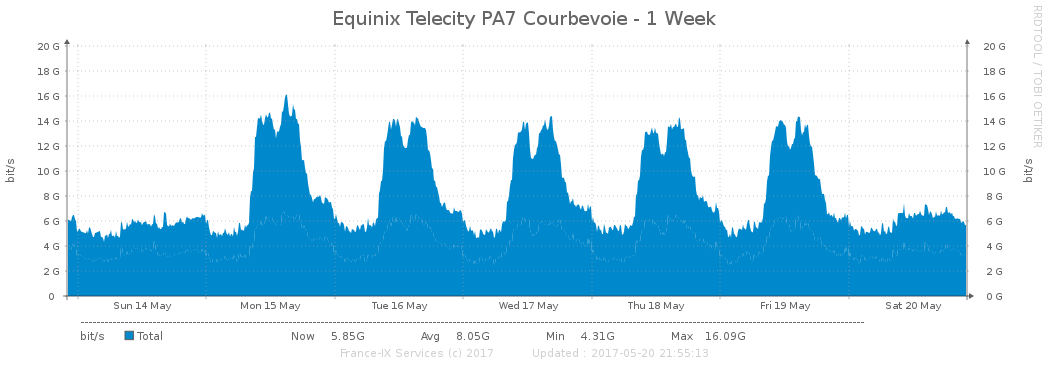 Equinix Telecity PA7 Courbevoie - 1 Week
RRDTOOL / TOBI OETIKER
20 G 20 G
18 G 18 G
16 G 16 G
14 G 14 G
12 G 12 G
10 G 10 G
8 G 8 G
6 G 6 G
4 G 4 G
2 G 2 G
0 0 G
bit/s bit/s
Sun 14 May Mon 15 May Tue 16 May Wed 17 May Thu 18 May Fri 19 May Sat 20 May
bit/s Total Now 5.85G Avg 8.05G Min 4.31G Max 16.09G
France-IX Services (c) 2017 Updated : 2017-05-20 21:55:13